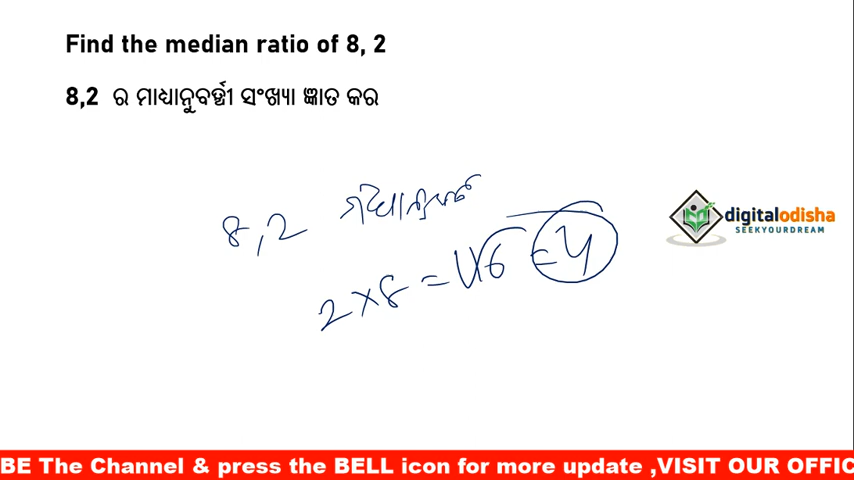 Find the median ratio of 8, 2
8,2 ର ମାଧ୍ୟାନୁବର୍ତ୍ତୀ ସଂଖ୍ୟା ଜ୍ଞାତ କର
8,2
2×8 = √16 = 4
digitalodisha
SEEKYOURDREAM
BE The Channel & press the BELL icon for more update ,VISIT OUR OFFIC